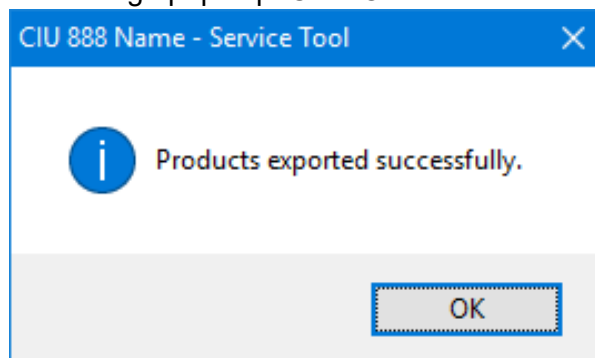 CIU 888 Name - Service Tool
Products exported successfully.
OK